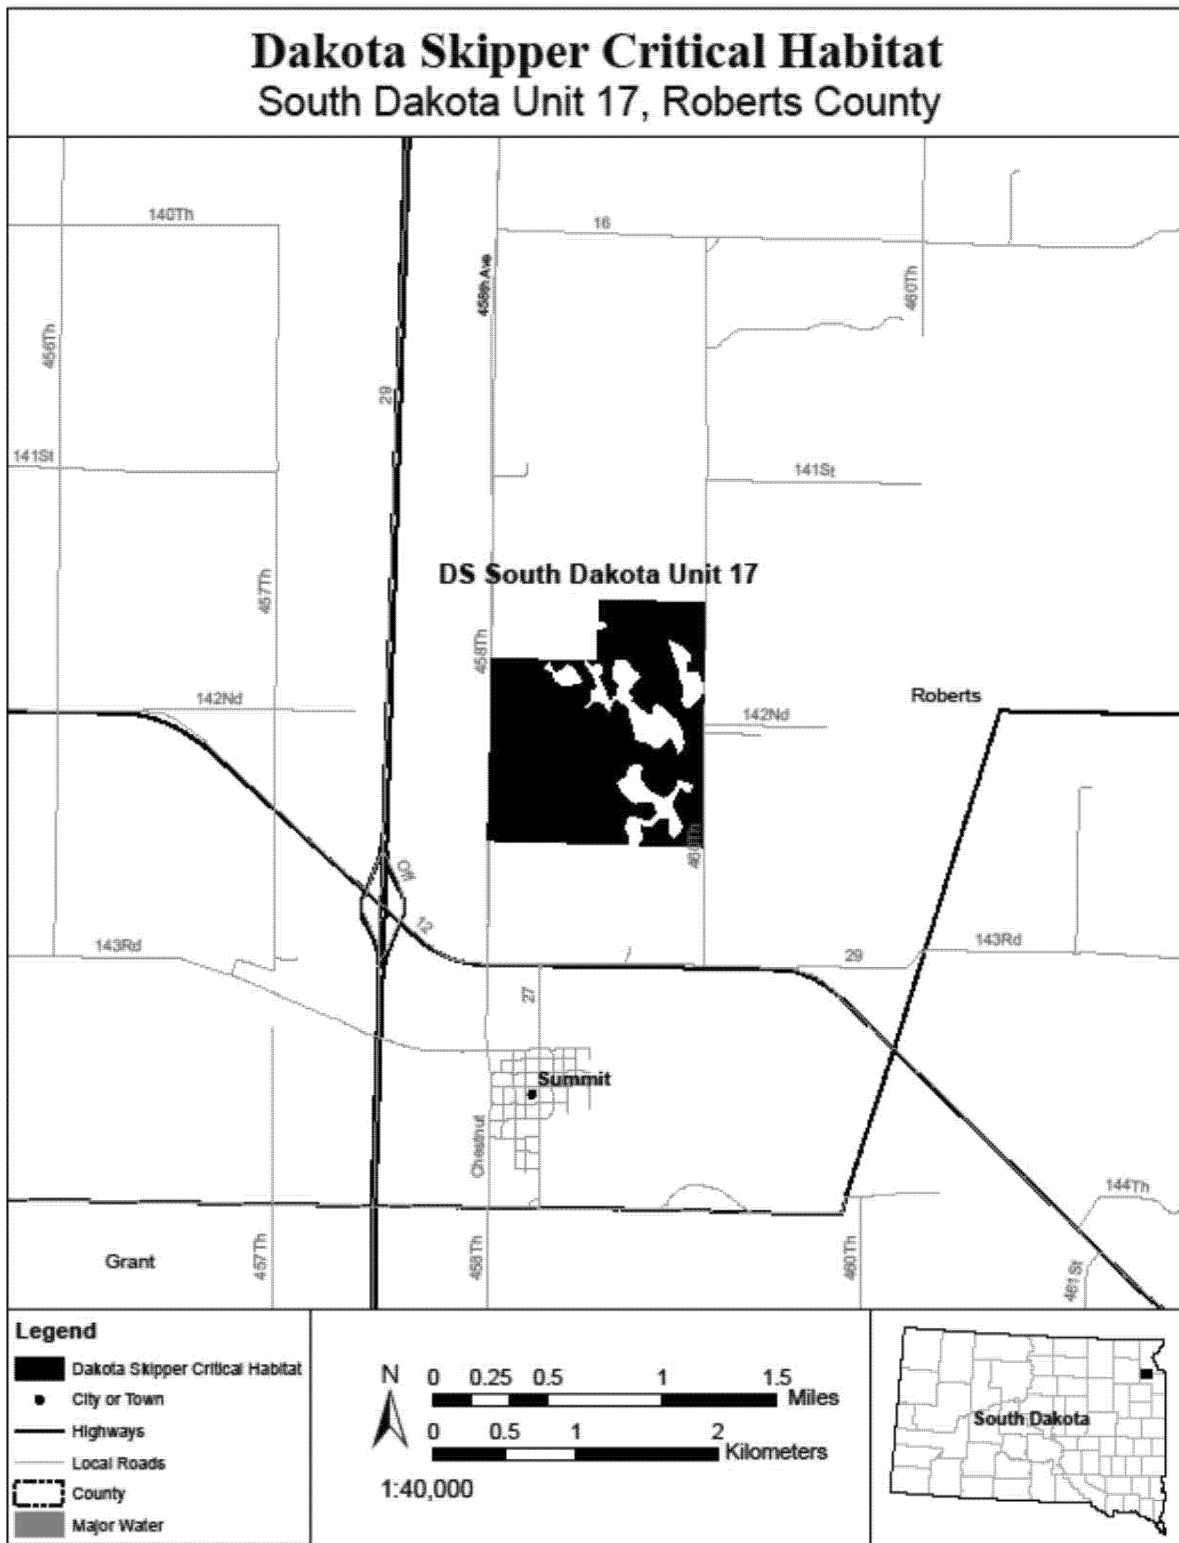 Dakota Skipper Critical Habitat
South Dakota Unit 17, Roberts County
140Th
16
458th Ave
460Th
456Th
29
141St
141St
DS South Dakota Unit 17
457Th
458Th
142Nd
Roberts
142Nd
460Th
12
143Rd
143Rd
29
27
Summit
Chestnut
144Th
Grant
457Th
458Th
460Th
461St
Legend
Dakota Skipper Critical Habitat
City or Town
Highways
Local Roads
County
Major Water
N
0 0.25 0.5 1 1.5
Miles
0 0.5 1 2
Kilometers
1:40,000
South Dakota